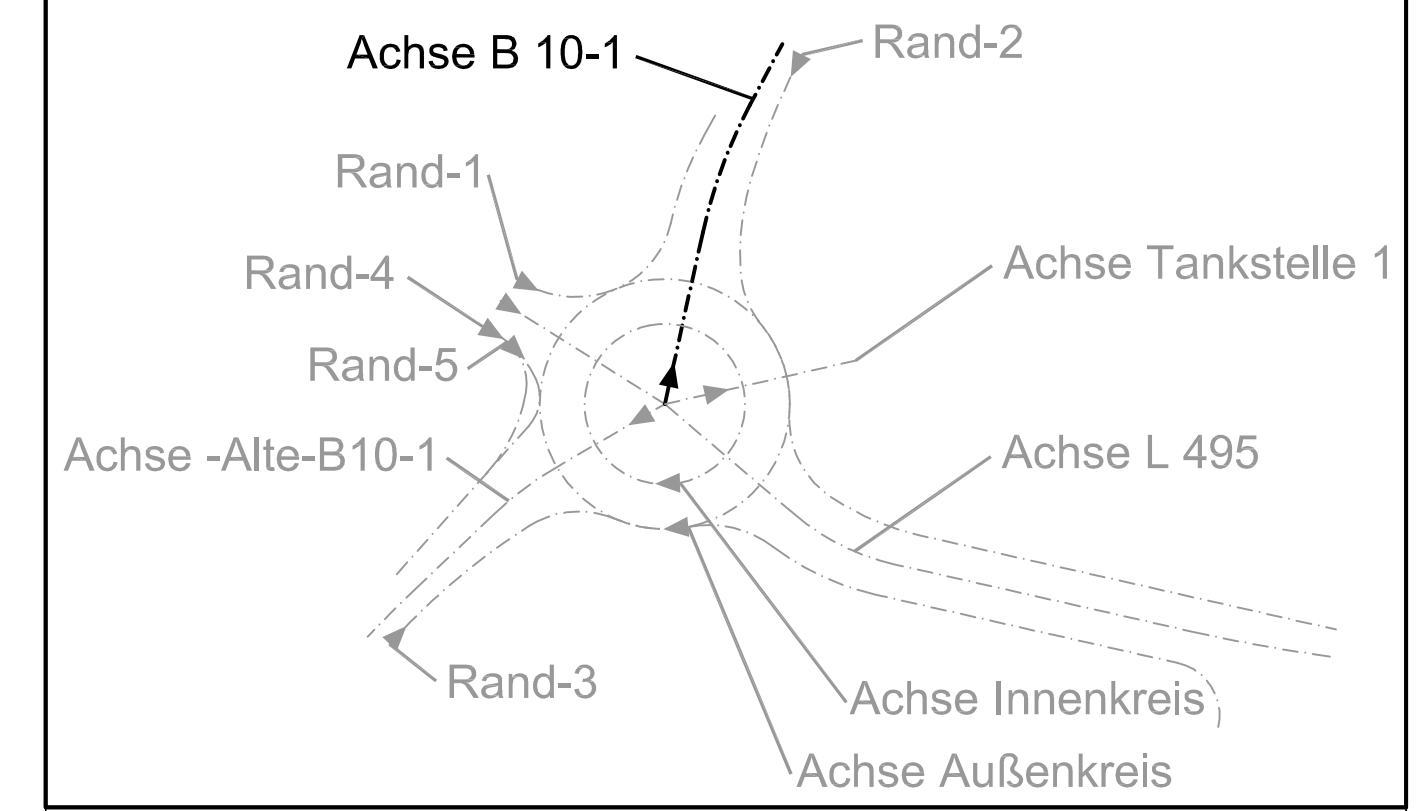 Achse B 10-1
Rand-2
Rand-1
Rand-4
Achse Tankstelle 1
Rand-5
Achse -Alte-B10-1
Achse L 495
Rand-3
Achse Innenkreis
Achse Außenkreis